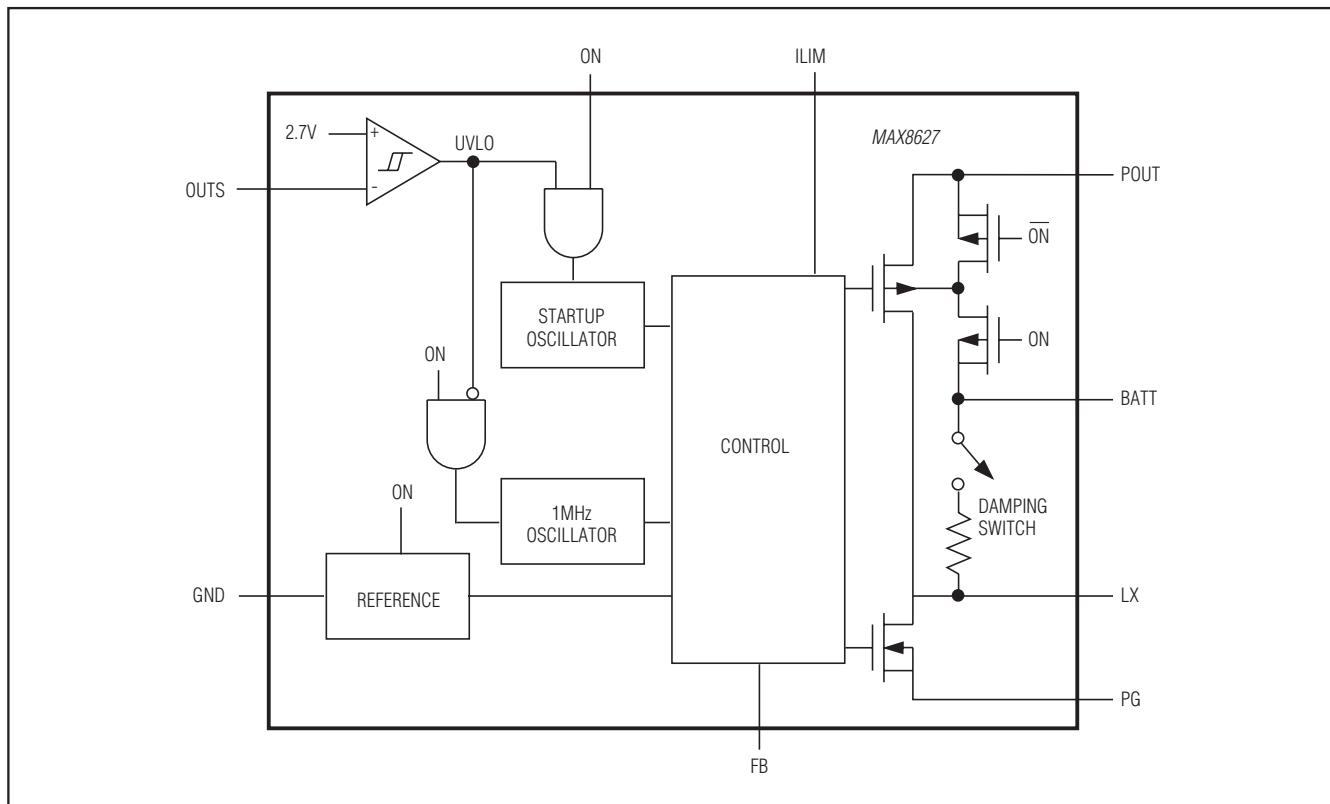 ON
ILIM
2.7V
+
-
UVLO
MAX8627
OUTS
POUT
O̅N̅
STARTUP
OSCILLATOR
ON
ON
BATT
CONTROL
ON
1MHz
OSCILLATOR
DAMPING
SWITCH
GND
REFERENCE
LX
PG
FB